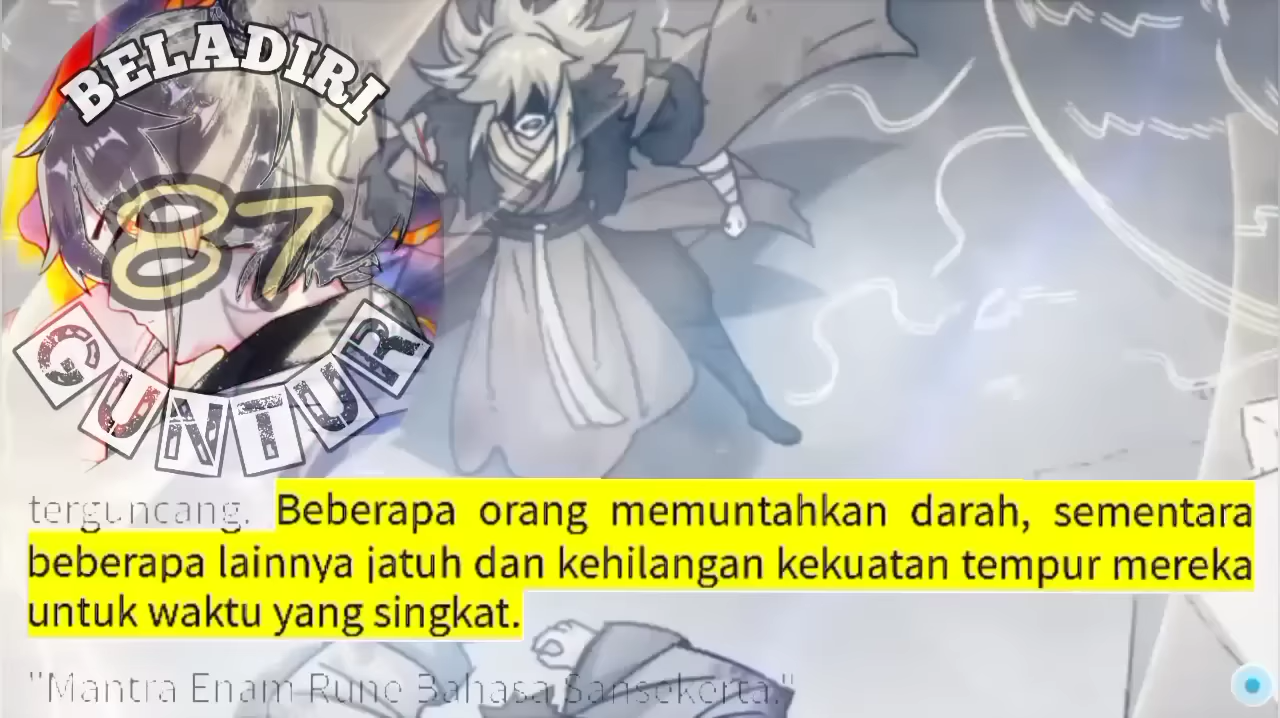 BELADIRI
87
GUNTUR
terguncang. Beberapa orang memuntahkan darah, sementara
beberapa lainnya jatuh dan kehilangan kekuatan tempur mereka
untuk waktu yang singkat.
"Mantra Enam Rune Bahasa Sansekerta."